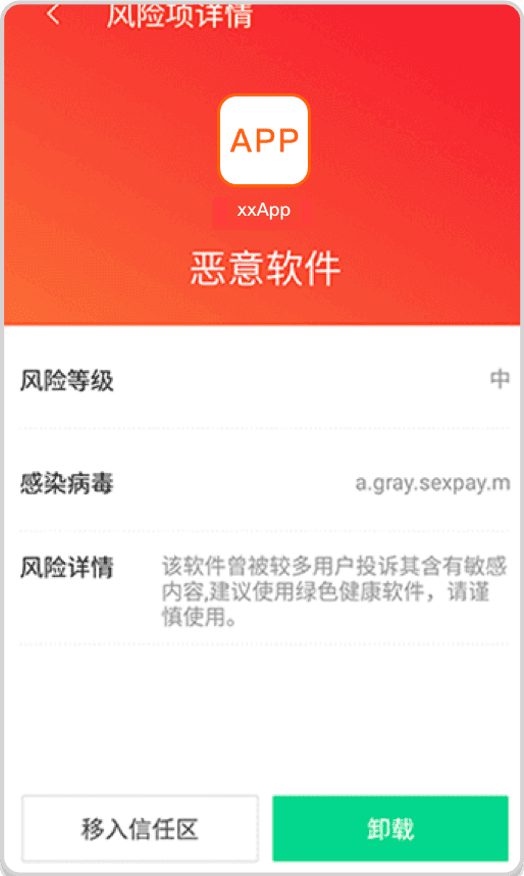 风险项详情
APP
xxApp
恶意软件
风险等级 中
感染病毒 a.gray.sexpay.m
风险详情 该软件曾被较多用户投诉其含有敏感
内容,建议使用绿色健康软件，请谨
慎使用。
移入信任区 卸载